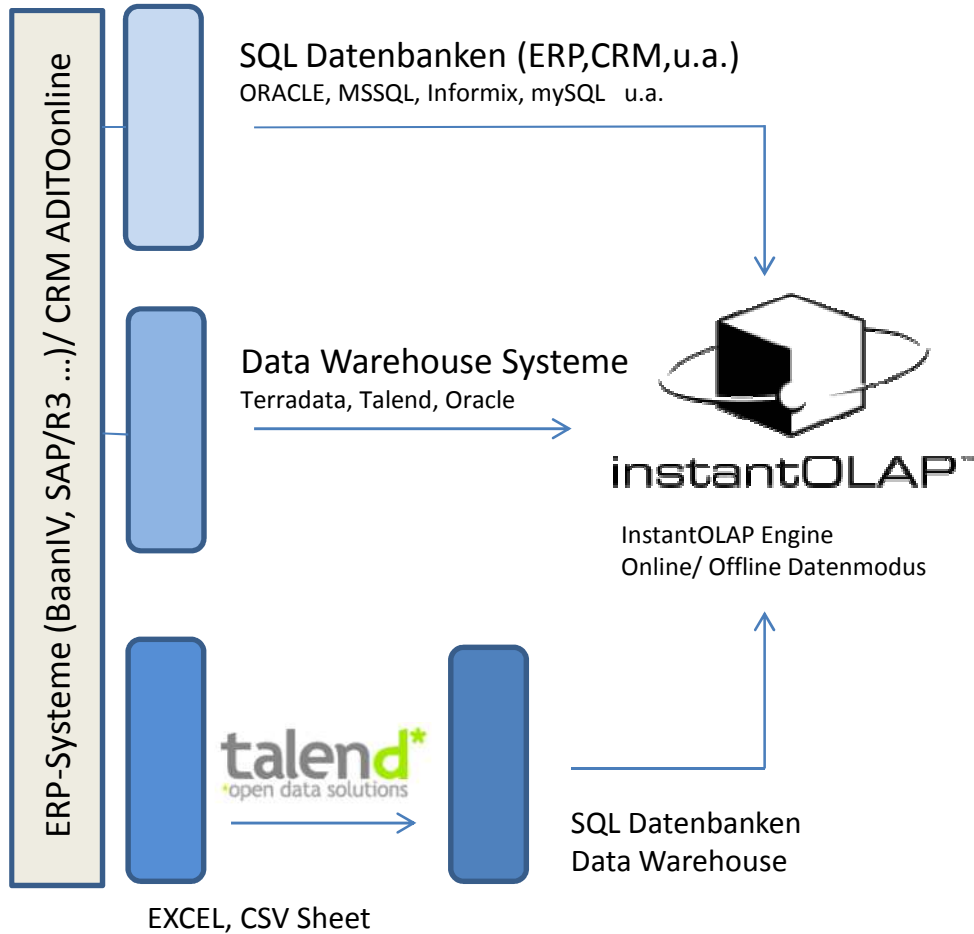 ERP-Systeme (BaanIV, SAP/R3 ...)/ CRM ADITOonline
SQL Datenbanken (ERP,CRM,u.a.)
ORACLE, MSSQL, Informix, mySQL u.a.
Data Warehouse Systeme
Terradata, Talend, Oracle
instantOLAP™
InstantOLAP Engine
Online/ Offline Datenmodus
talend*
*open data solutions
SQL Datenbanken
Data Warehouse
EXCEL, CSV Sheet